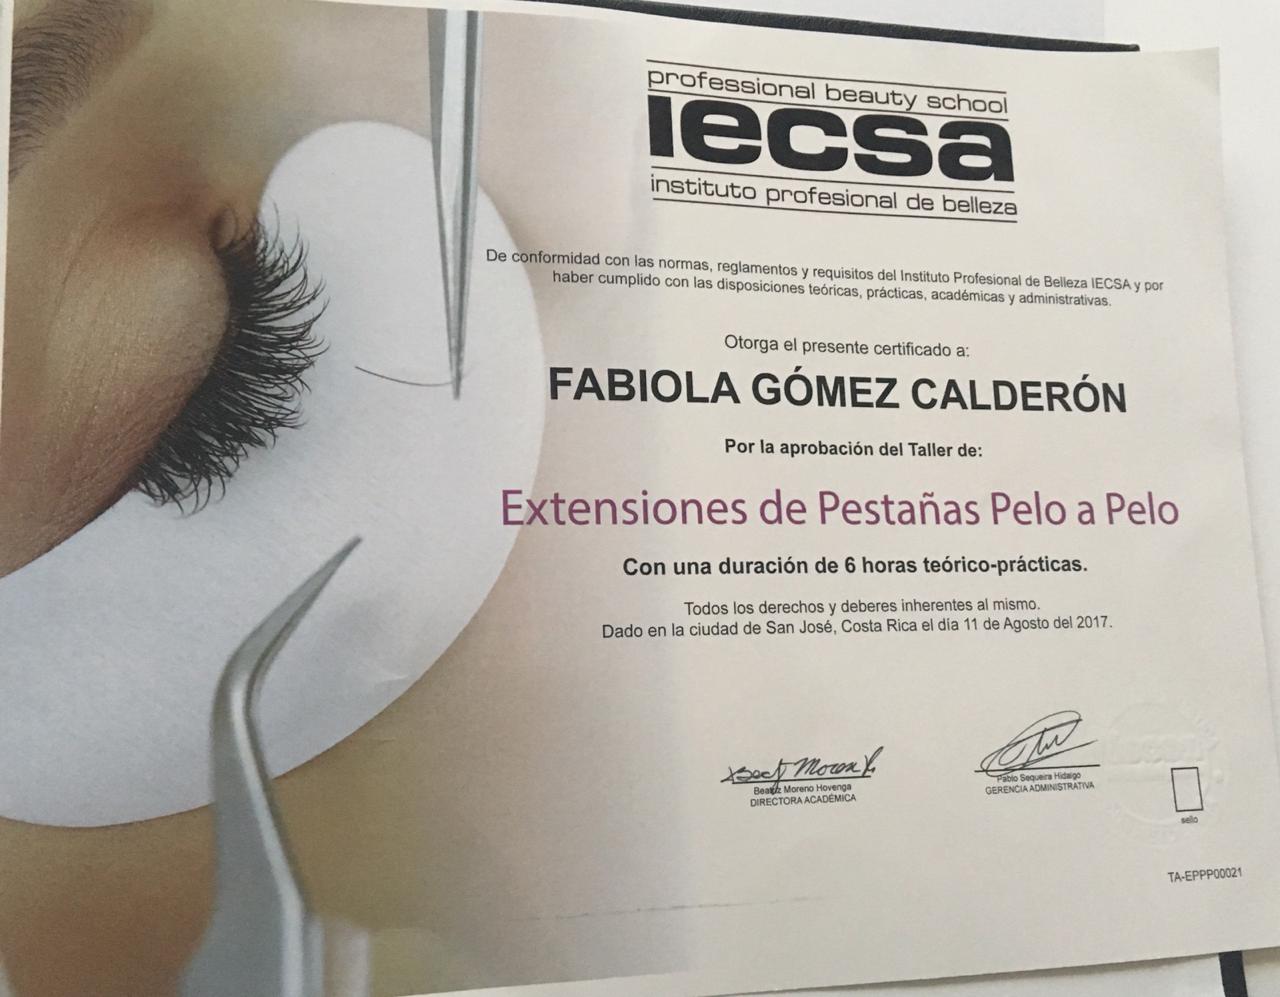 professional beauty school
iecsa
instituto profesional de belleza
De conformidad con las normas, reglamentos y requisitos del Instituto Profesional de Belleza IECSA y por
haber cumplido con las disposiciones teóricas, prácticas, académicas y administrativas.
Otorga el presente certificado a:
FABIOLA GÓMEZ CALDERÓN
Por la aprobación del Taller de:
Extensiones de Pestañas Pelo a Pelo
Con una duración de 6 horas teórico-prácticas.
Todos los derechos y deberes inherentes al mismo.
Dado en la ciudad de San José, Costa Rica el día 11 de Agosto del 2017.
Beatriz Moreno Hovenga
DIRECTORA ACADÉMICA
Pablo Sequeira Hidalgo
GERENCIA ADMINISTRATIVA
sello
TA-EPPP00021